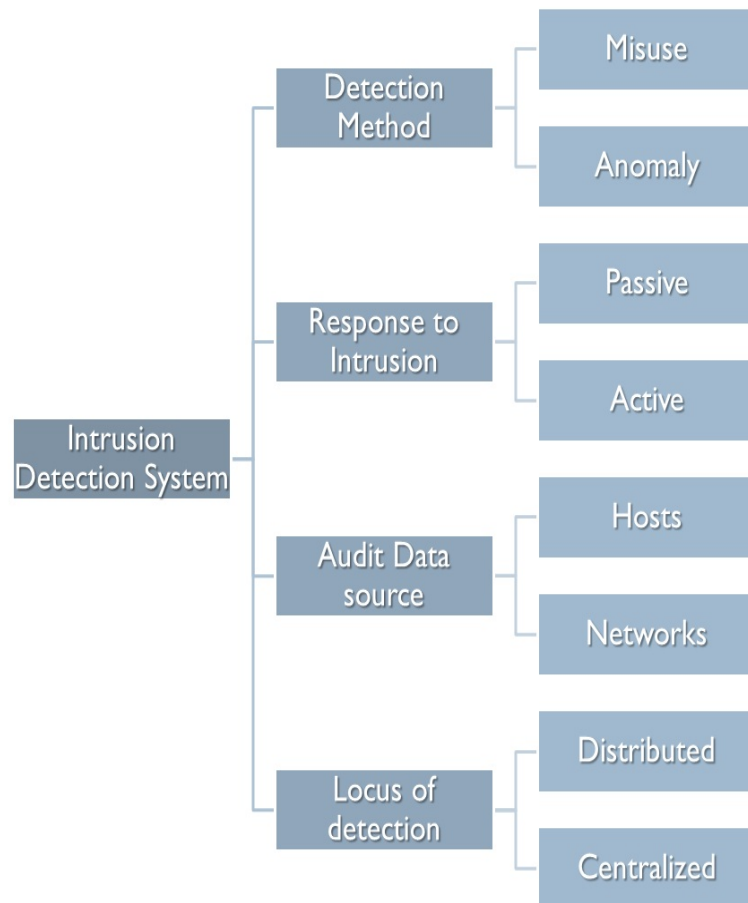 Intrusion
Detection System
Detection
Method
Misuse
Anomaly
Response to
Intrusion
Passive
Active
Audit Data
source
Hosts
Networks
Locus of
detection
Distributed
Centralized